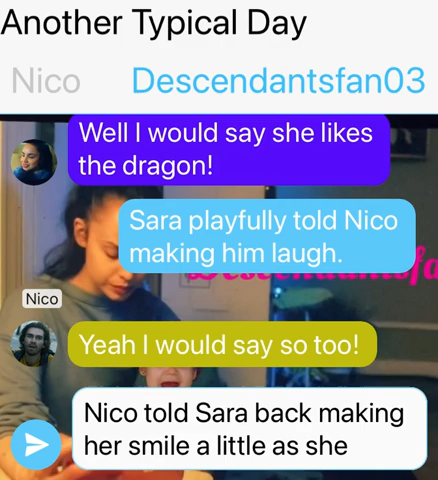 Another Typical Day
Nico Descendantsfan03
Well I would say she likes
the dragon!
Sara playfully told Nico
making him laugh.
Nico
Yeah I would say so too!
Nico told Sara back making
her smile a little as she